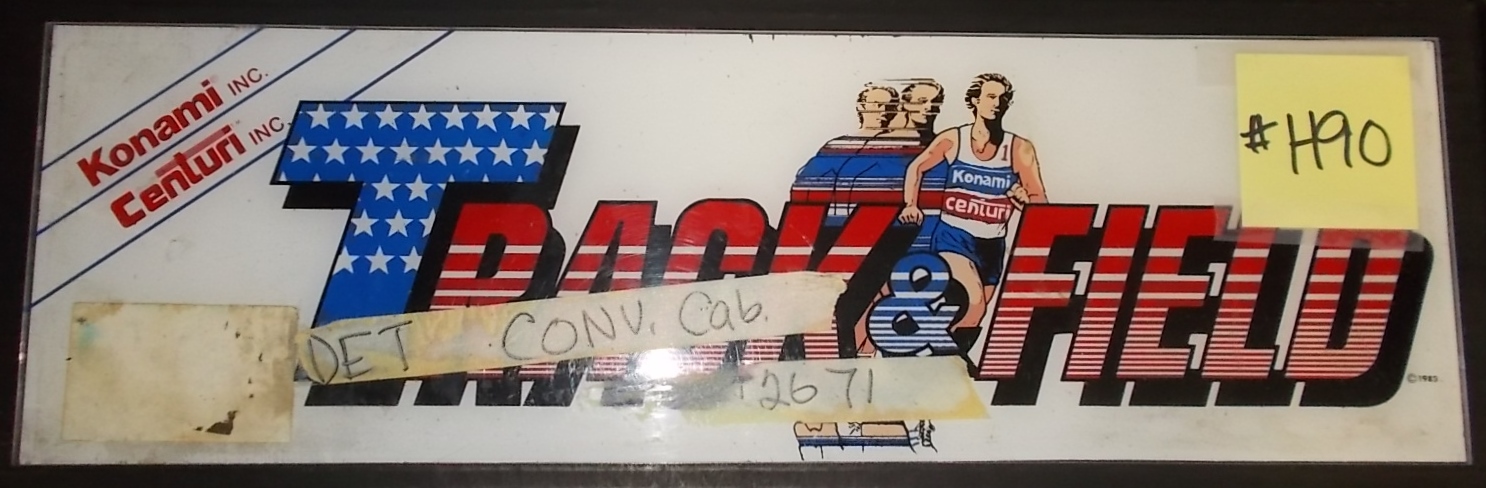 Konami INC.
Centuri INC.
TRACK & FIELD
Konami
centuri
# H90
DET CONV. Cab.
2671
©1983